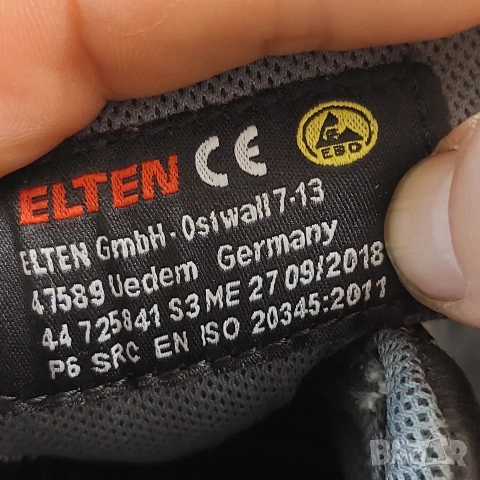 ELTEN CE ESD
ELTEN GmbH - Ostwall 7-13
47589 Uedem Germany
44 725841 S3 ME 27 09/2018
P6 SRC EN ISO 20345:2011
BAZAR